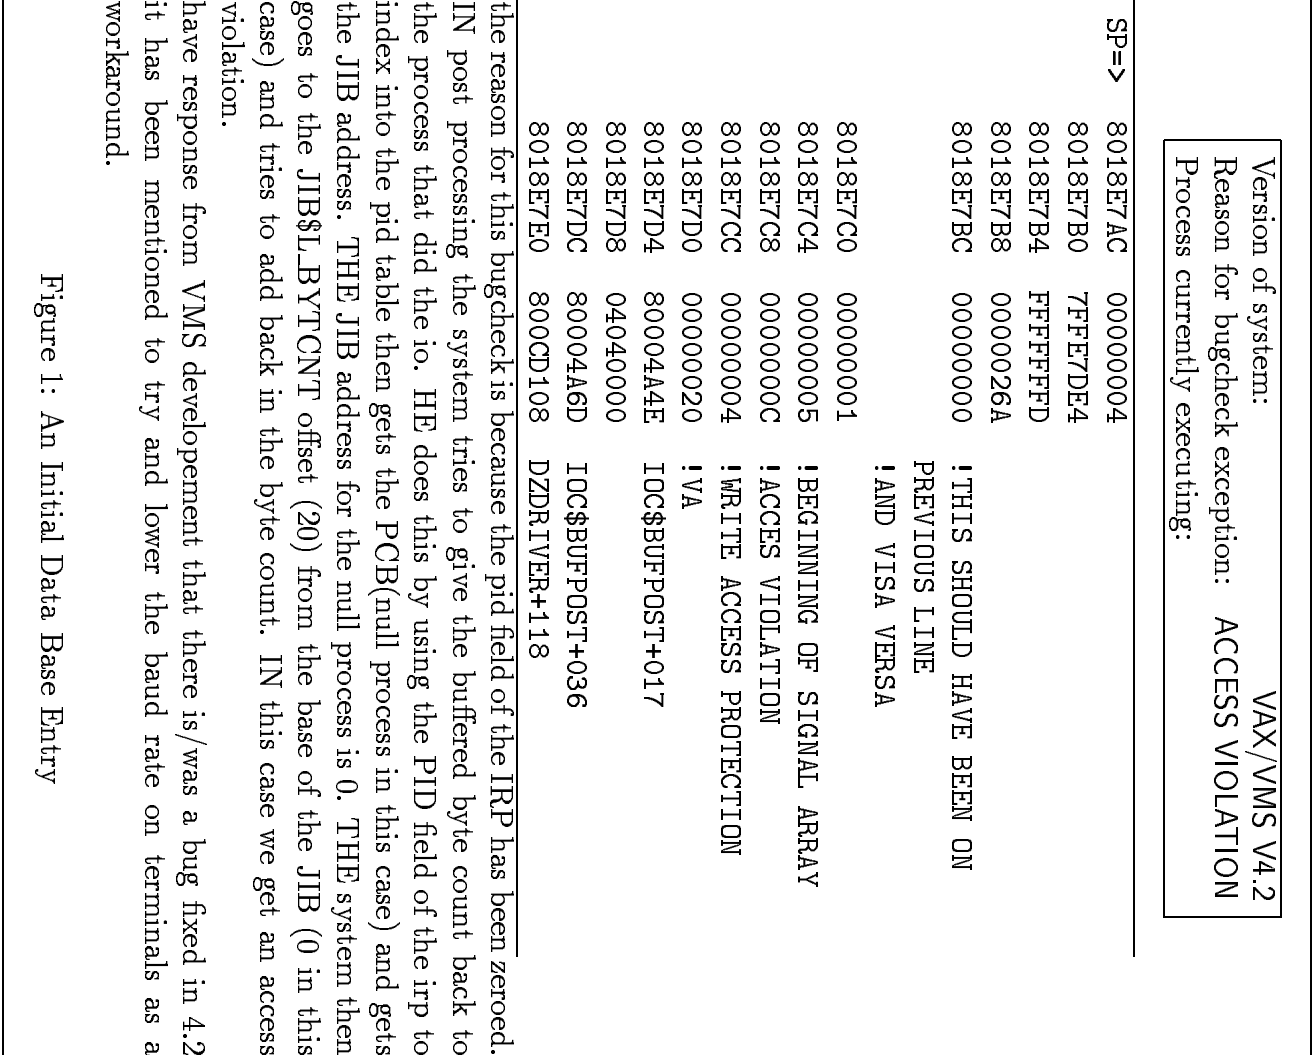 Version of system: VAX/VMS V4.2
Reason for bugcheck exception: ACCESS VIOLATION
Process currently executing:
SP=> 8018E7AC 00000004
8018E7B0 7FFE7DE4
8018E7B4 FFFFFFFD
8018E7B8 0000026A
8018E7BC 00000000 !THIS SHOULD HAVE BEEN ON
PREVIOUS LINE
!AND VISA VERSA
8018E7C0 00000001
8018E7C4 00000005 !BEGINNING OF SIGNAL ARRAY
8018E7C8 0000000C !ACCES VIOLATION
8018E7CC 00000004 !WRITE ACCESS PROTECTION
8018E7D0 00000020 !VA
8018E7D4 80004A4E IOC$BUFPOST+017
8018E7D8 04040000
8018E7DC 80004A6D IOC$BUFPOST+036
8018E7E0 800CD108 DZDRIVER+118
the reason for this bugcheck is because the pid field of the IRP has been zeroed.
IN post processing the system tries to give the buffered byte count back to
the process that did the io. HE does this by using the PID field of the irp to
index into the pid table then gets the PCB(null process in this case) and gets
the JIB address. THE JIB address for the null process is 0. THE system then
goes to the JIB$L_BYTCNT offset (20) from the base of the JIB (0 in this
case) and tries to add back in the byte count. IN this case we get an access
violation.
have response from VMS developement that there is/was a bug fixed in 4.2
it has been mentioned to try and lower the baud rate on terminals as a
workaround.
Figure 1: An Initial Data Base Entry